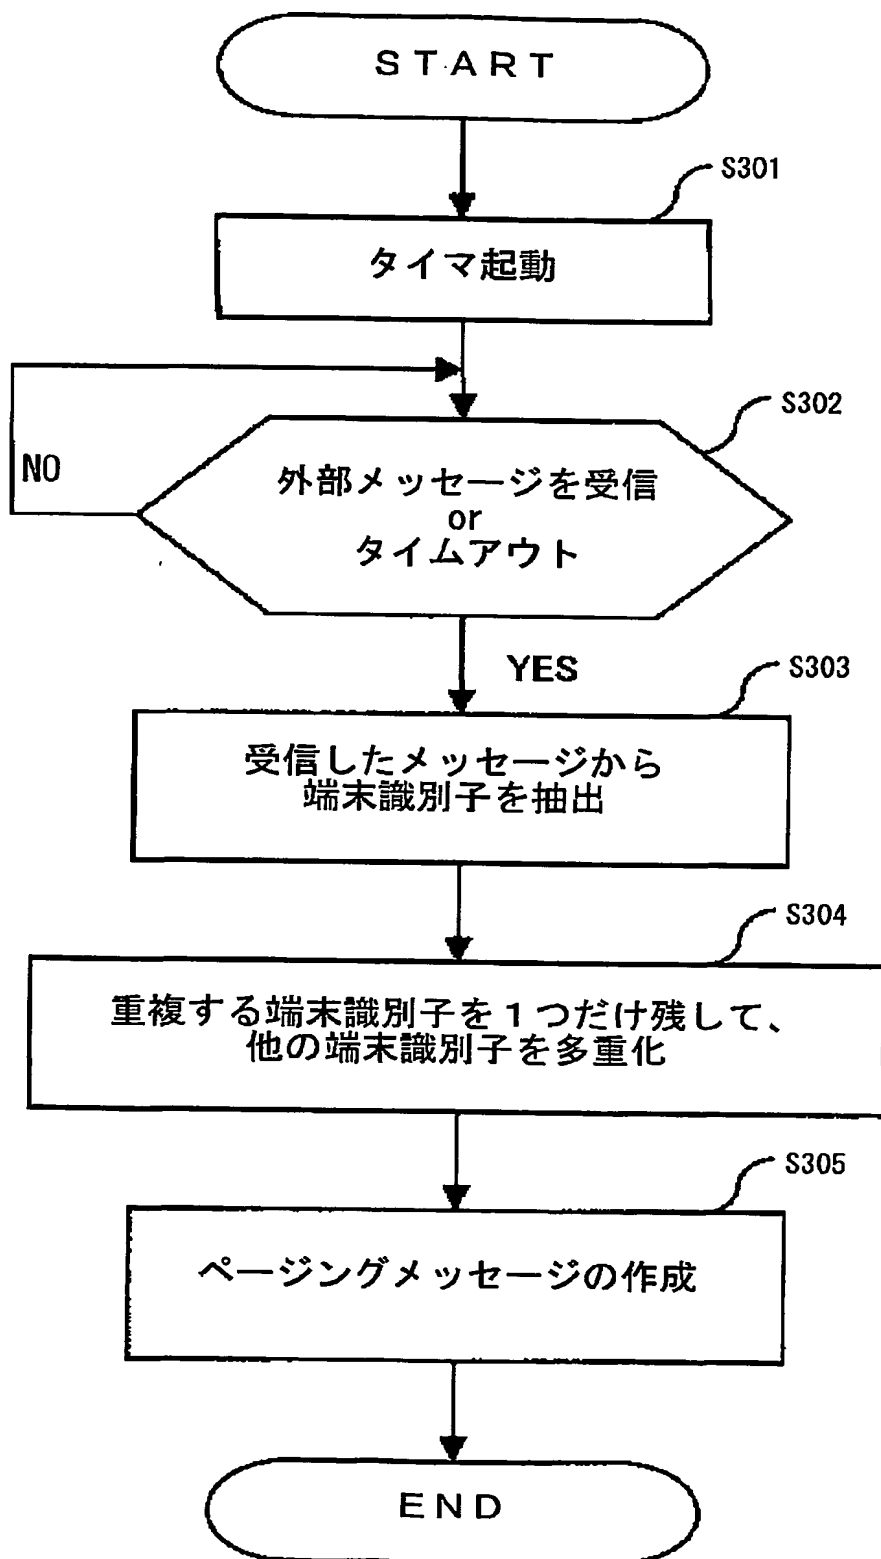 START
S301
タイマ起動
S302
NO
外部メッセージを受信
or
タイムアウト
YES
S303
受信したメッセージから
端末識別子を抽出
S304
重複する端末識別子を1つだけ残して、
他の端末識別子を多重化
S305
ページングメッセージの作成
END